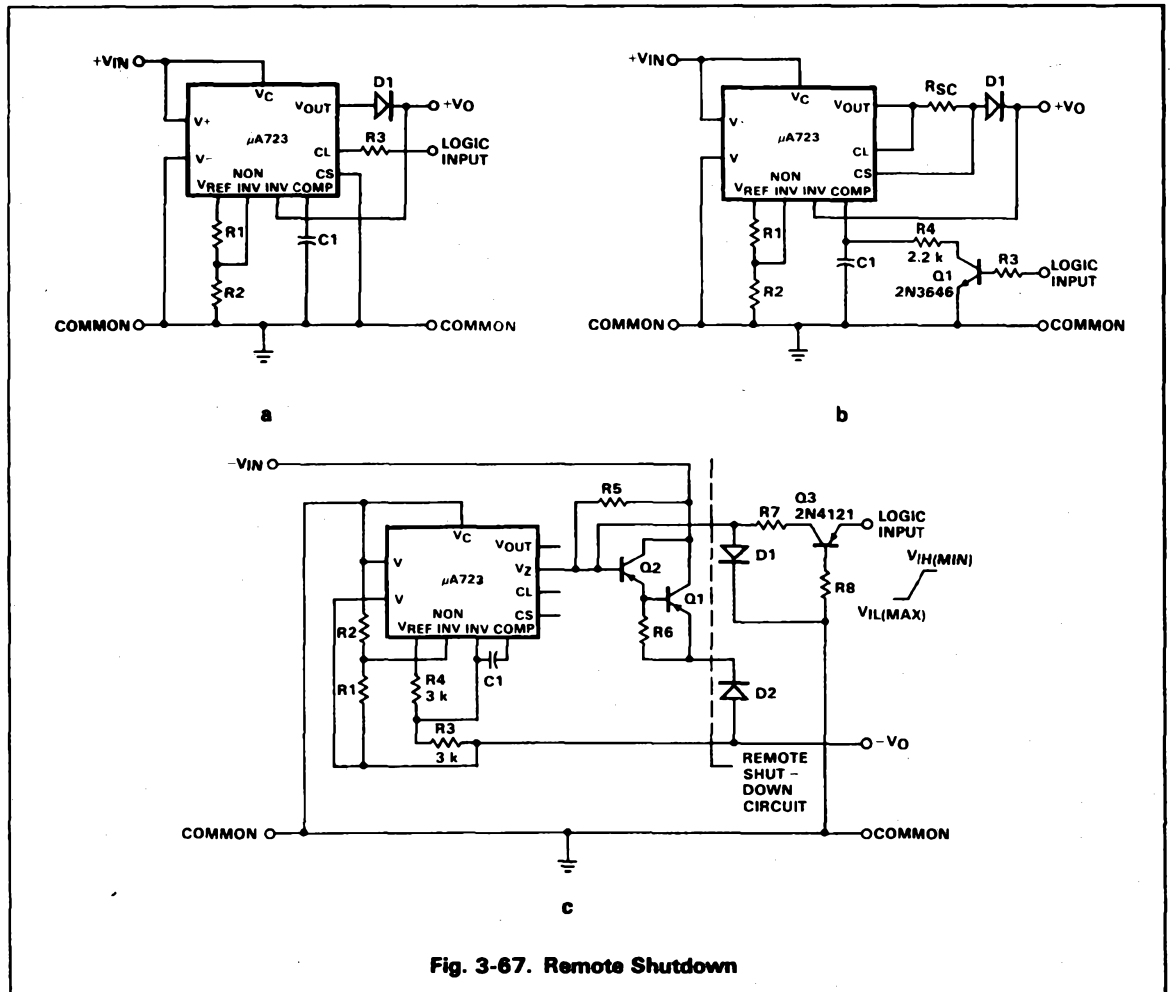 +VIN
VC
VOUT
D1
+VO
V+
μA723
CL
R3
LOGIC
INPUT
V−
CS
NON
VREF INV INV COMP
R1
C1
R2
COMMON
COMMON
a
+VIN
VC
VOUT
RSC
D1
+VO
V-
μA723
CL
V
CS
NON
VREF INV INV COMP
R1
C1
R4
2.2 k
Q1
2N3646
R3
LOGIC
INPUT
R2
COMMON
COMMON
b
−VIN
R5
Q3
2N4121
LOGIC
INPUT
R7
VC
VOUT
V
VZ
Q2
D1
VIH(MIN)
μA723
CL
R8
V
CS
Q1
VIL(MAX)
NON
VREF INV INV COMP
R2
R6
R1
R4
3 k
C1
D2
R3
3 k
−VO
REMOTE
SHUT -
DOWN
CIRCUIT
COMMON
COMMON
c
Fig. 3-67. Remote Shutdown